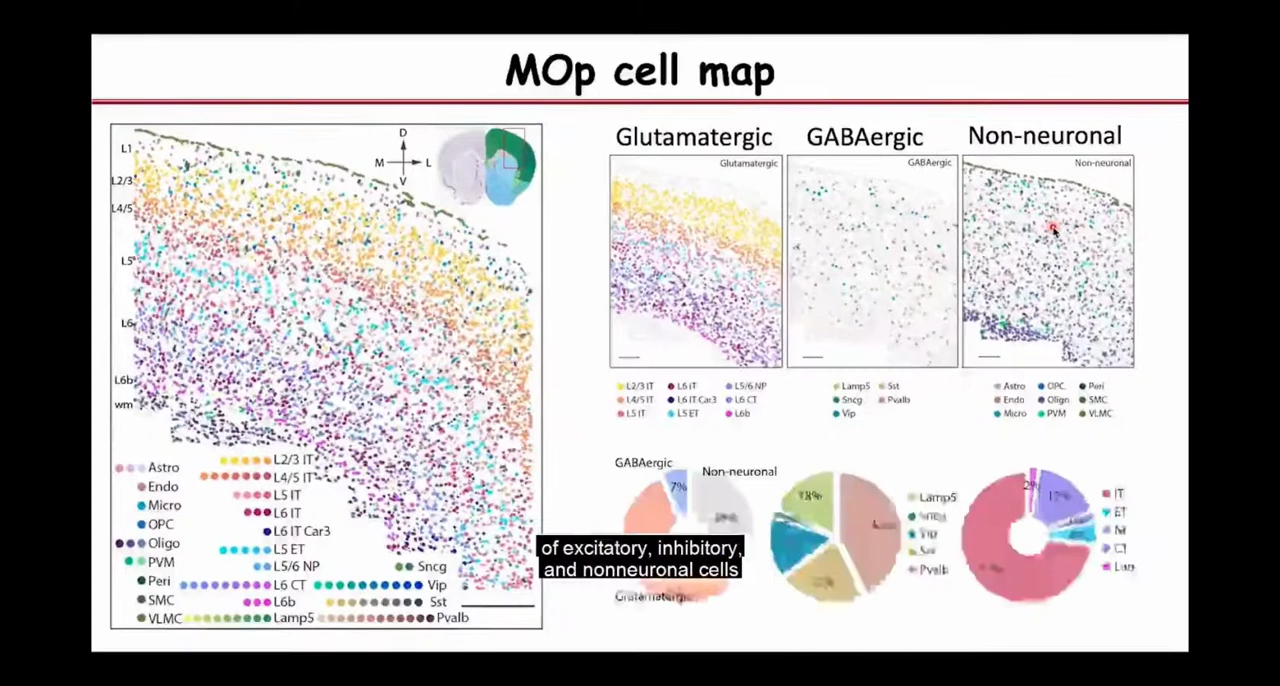 MOp cell map
D
M L
V
L1
L2/3
L4/5
L5
L6
L6b
wm
Astro
Endo
Micro
OPC
Oligo
PVM
Peri
SMC
VLMC
L2/3 IT
L4/5 IT
L5 IT
L6 IT
L6 IT Car3
L5 ET
L5/6 NP
L6 CT
L6b
Lamp5
Sncg
Vip
Sst
Pvalb
Glutamatergic GABAergic Non-neuronal
Glutamatergic GABAergic Non-neuronal
L2/3 IT L6 IT L5/6 NP
L4/5 IT L6 IT Car3 L6 CT
L5 IT L5 ET L6b
Lamp5 Sst
Sncg Pvalb
Vip
Astro OPC Peri
Endo Oligo SMC
Micro PVM VLMC
GABAergic
Non-neuronal
7%
Glutamatergic
18%
Lamp5
Sncg
Vip
Sst
Pvalb
2%
17%
IT
ET
CT
of excitatory, inhibitory,
and nonneuronal cells